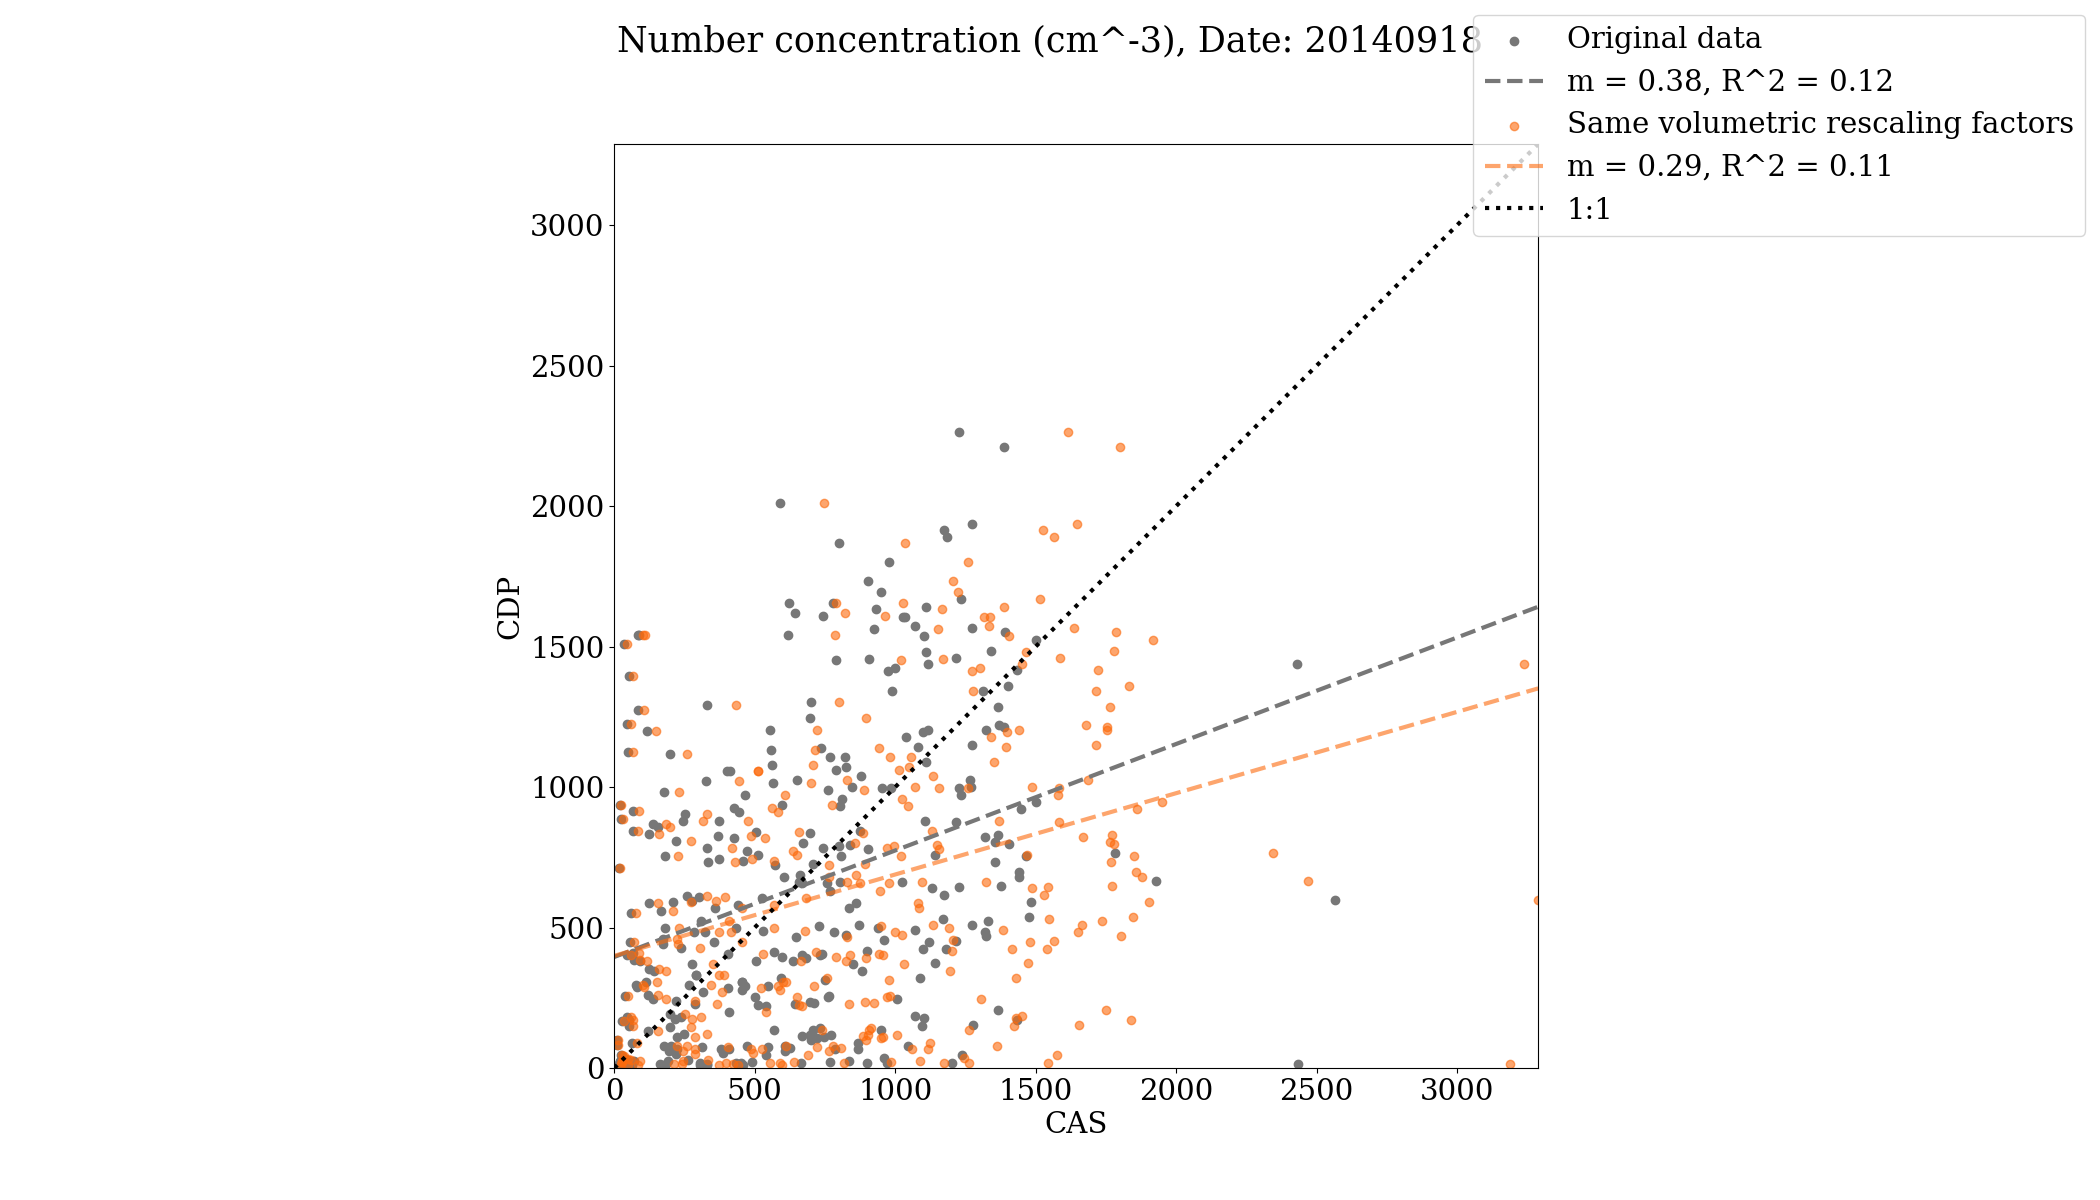 Number concentration (cm^-3), Date: 20140918
Original data
m = 0.38, R^2 = 0.12
Same volumetric rescaling factors
m = 0.29, R^2 = 0.11
1:1
3000
2500
2000
1500
1000
500
0
CDP
0 500 1000 1500 2000 2500 3000
CAS